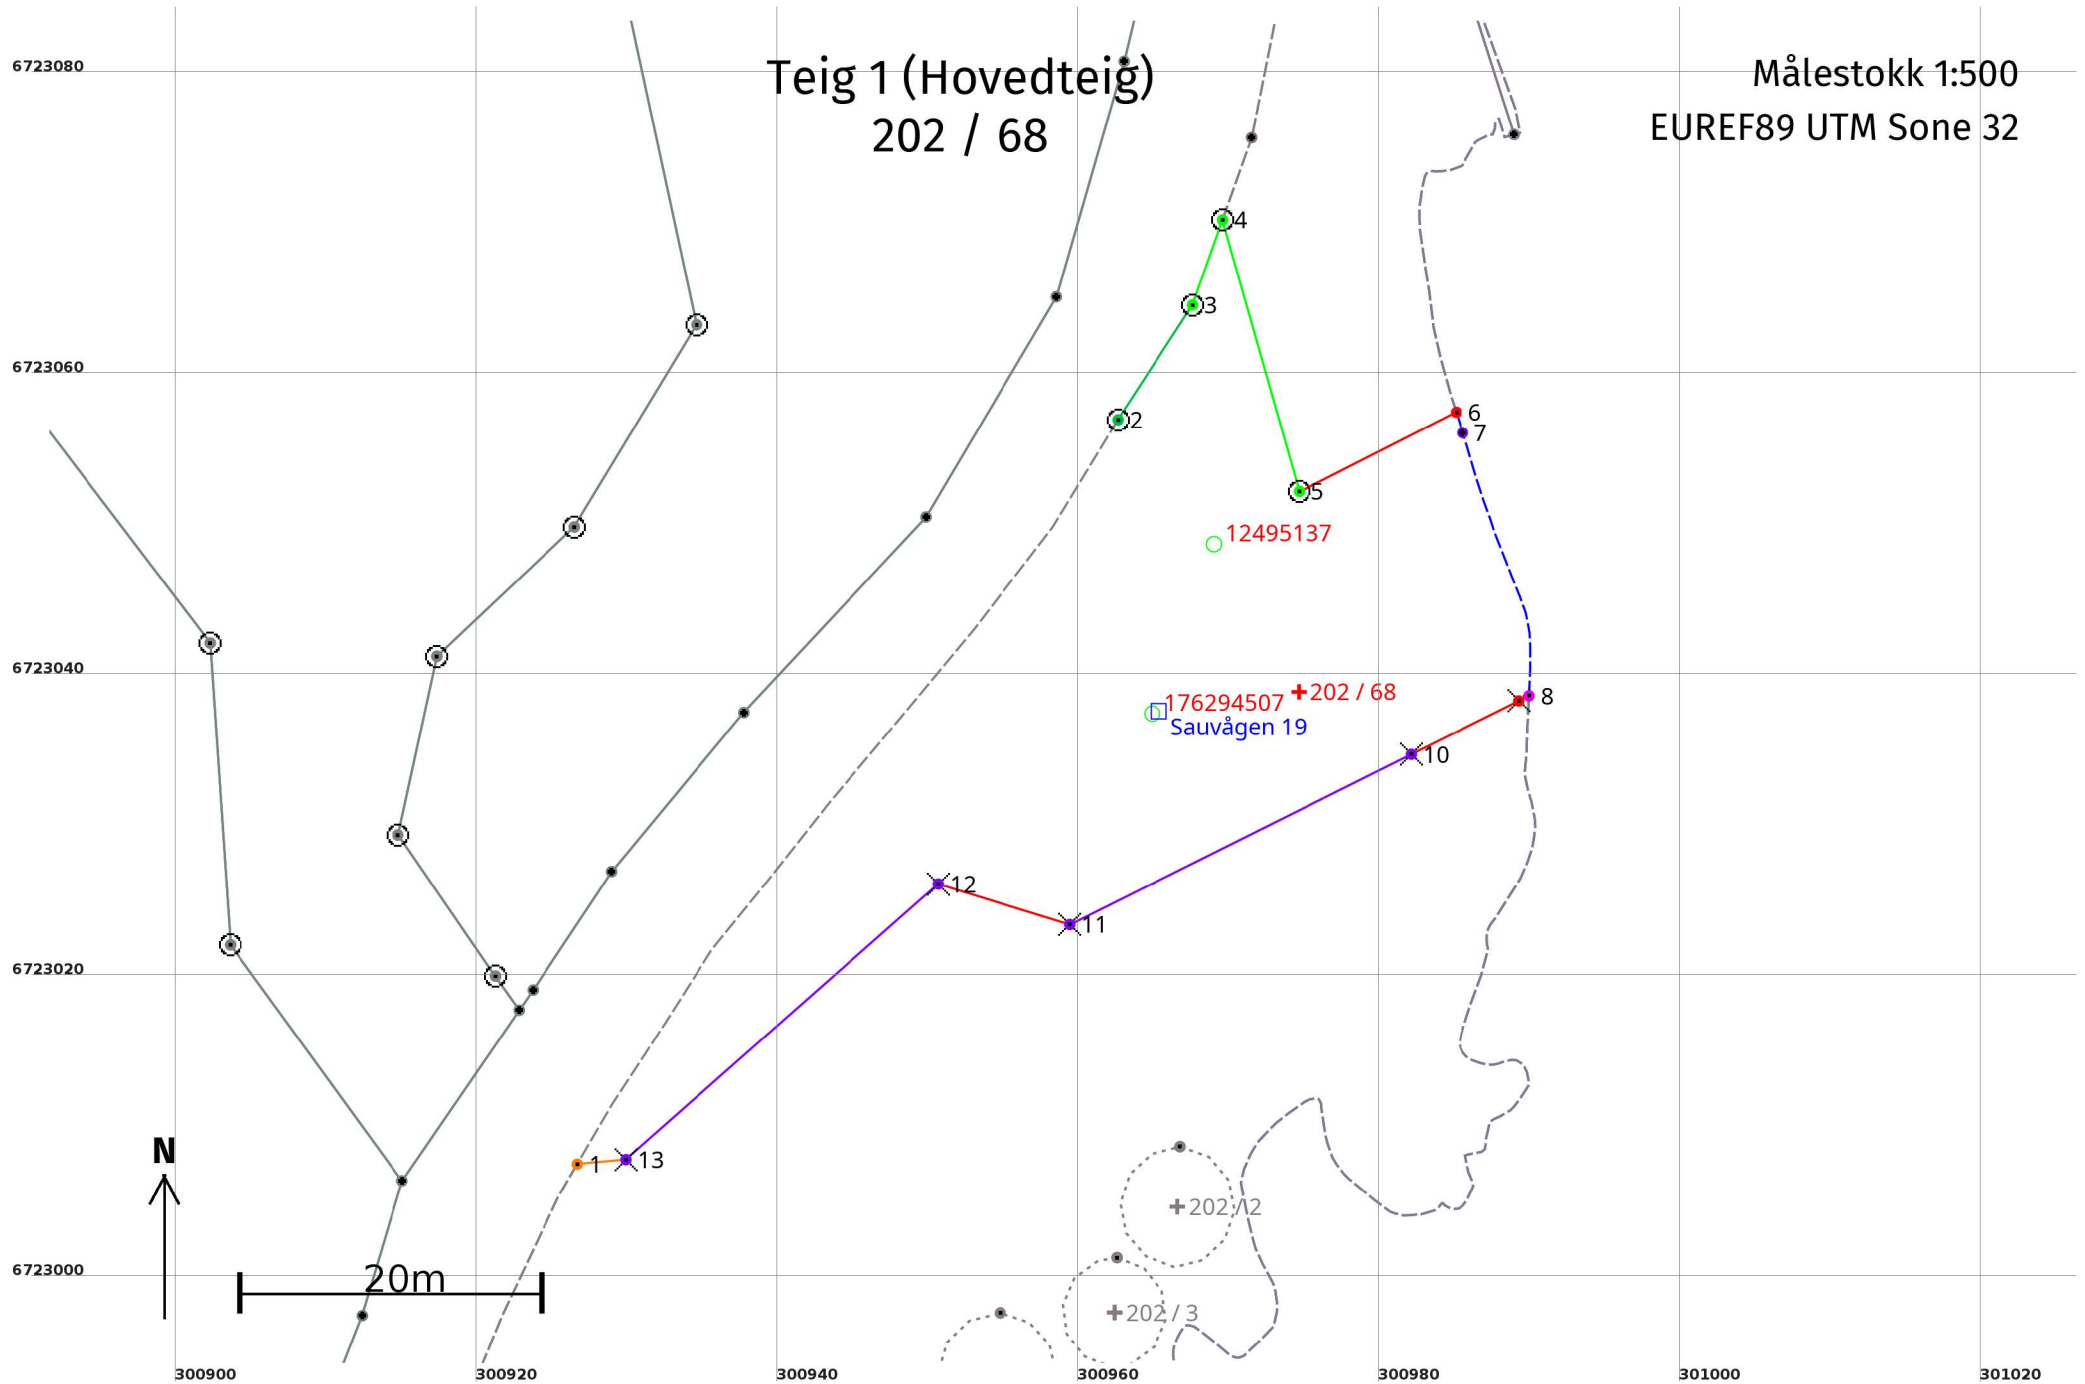 Teig 1 (Hovedteig)
202 / 68
Målestokk 1:500
EUREF89 UTM Sone 32
6723080
4
3
6723060
6
2
7
5
12495137
6723040
202 / 68
8
176294507
Sauvågen 19
10
12
11
6723020
N
1
13
202 / 2
6723000
20m
202 / 3
300900
300920
300940
300960
300980
301000
301020